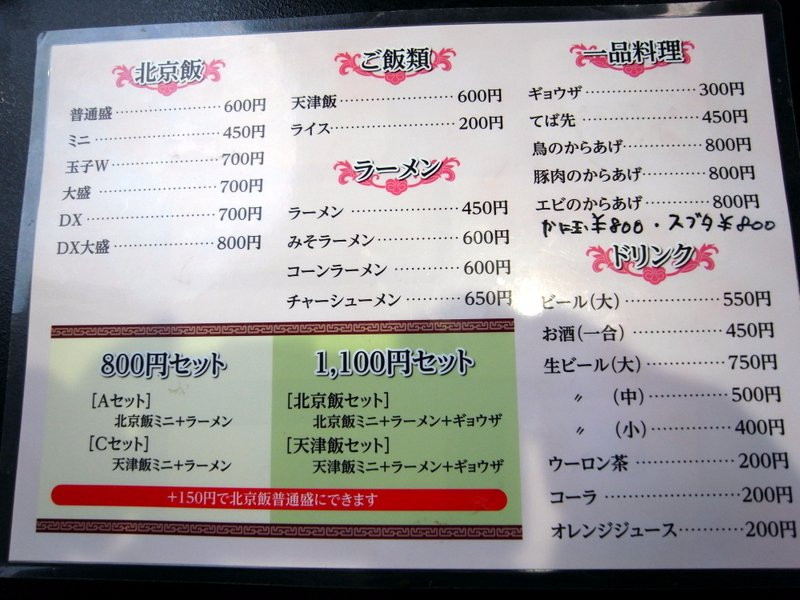 北京飯
普通盛 600円
ミニ 450円
玉子W 700円
大盛 700円
DX 700円
DX大盛 800円
ご飯類
天津飯 600円
ライス 200円
ラーメン
ラーメン 450円
みそラーメン 600円
コーンラーメン 600円
チャーシューメン 650円
一品料理
ギョウザ 300円
てば先 450円
鳥のからあげ 800円
豚肉のからあげ 800円
エビのからあげ 800円
かに玉¥800・スブタ¥800
ドリンク
ビール(大) 550円
お酒(一合) 450円
生ビール(大) 750円
〃 (中) 500円
〃 (小) 400円
ウーロン茶 200円
コーラ 200円
オレンジジュース 200円
800円セット
[Aセット]
北京飯ミニ+ラーメン
[Cセット]
天津飯ミニ+ラーメン
1,100円セット
[北京飯セット]
北京飯ミニ+ラーメン+ギョウザ
[天津飯セット]
天津飯ミニ+ラーメン+ギョウザ
+150円で北京飯普通盛にできます